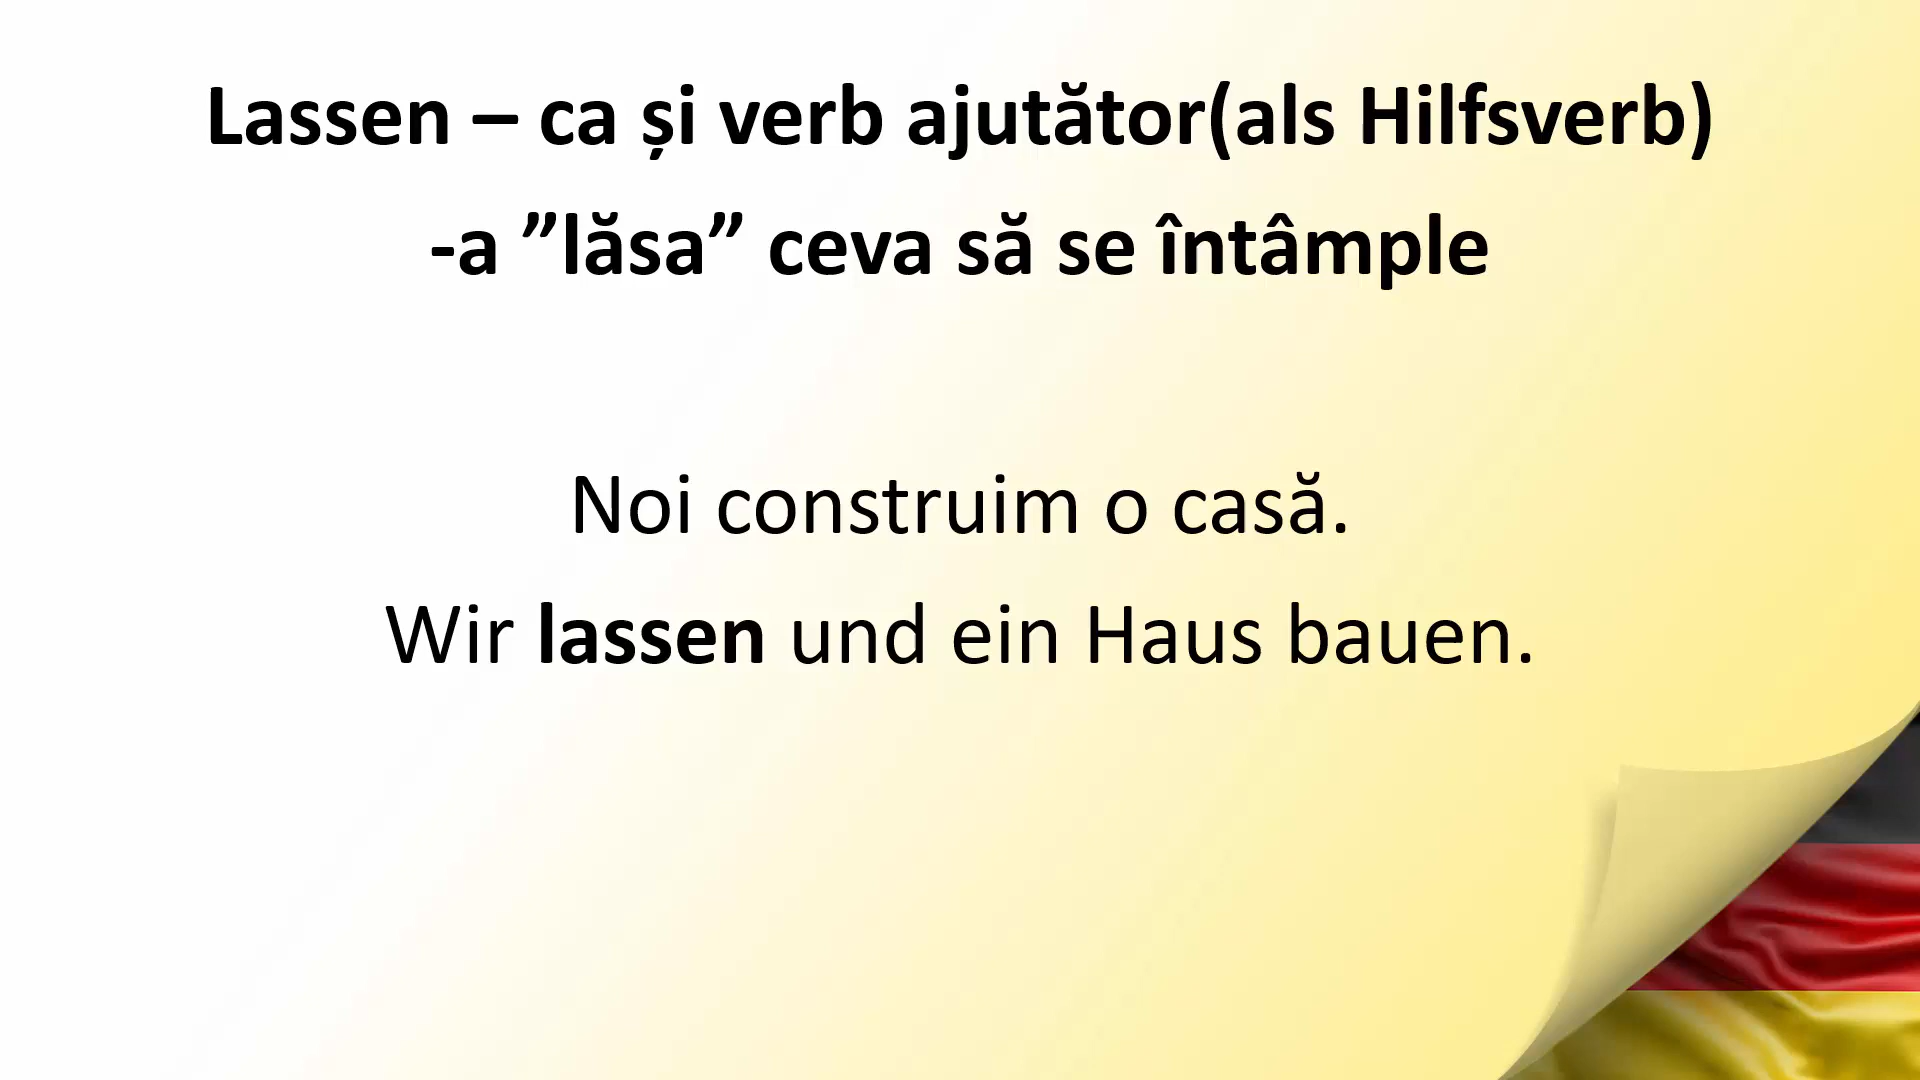 Lassen – ca și verb ajutător(als Hilfsverb)
-a ”lăsa” ceva să se întâmple
Noi construim o casă.
Wir lassen und ein Haus bauen.